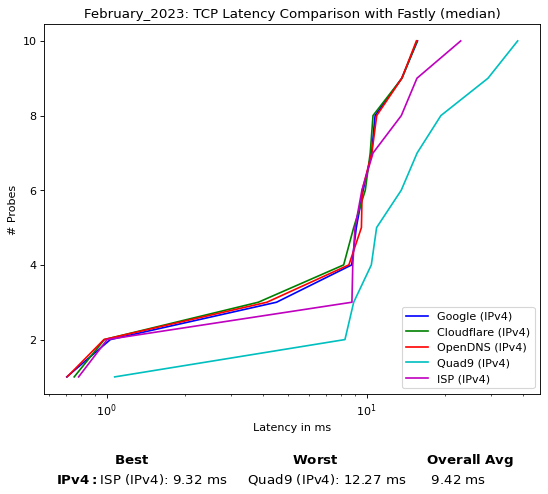 February_2023: TCP Latency Comparison with Fastly (median)
10
8
6
4
2
# Probes
Google (IPv4)
Cloudflare (IPv4)
OpenDNS (IPv4)
Quad9 (IPv4)
ISP (IPv4)
10⁰ 10¹
Latency in ms
Best Worst Overall Avg
IPv4: ISP (IPv4): 9.32 ms Quad9 (IPv4): 12.27 ms 9.42 ms